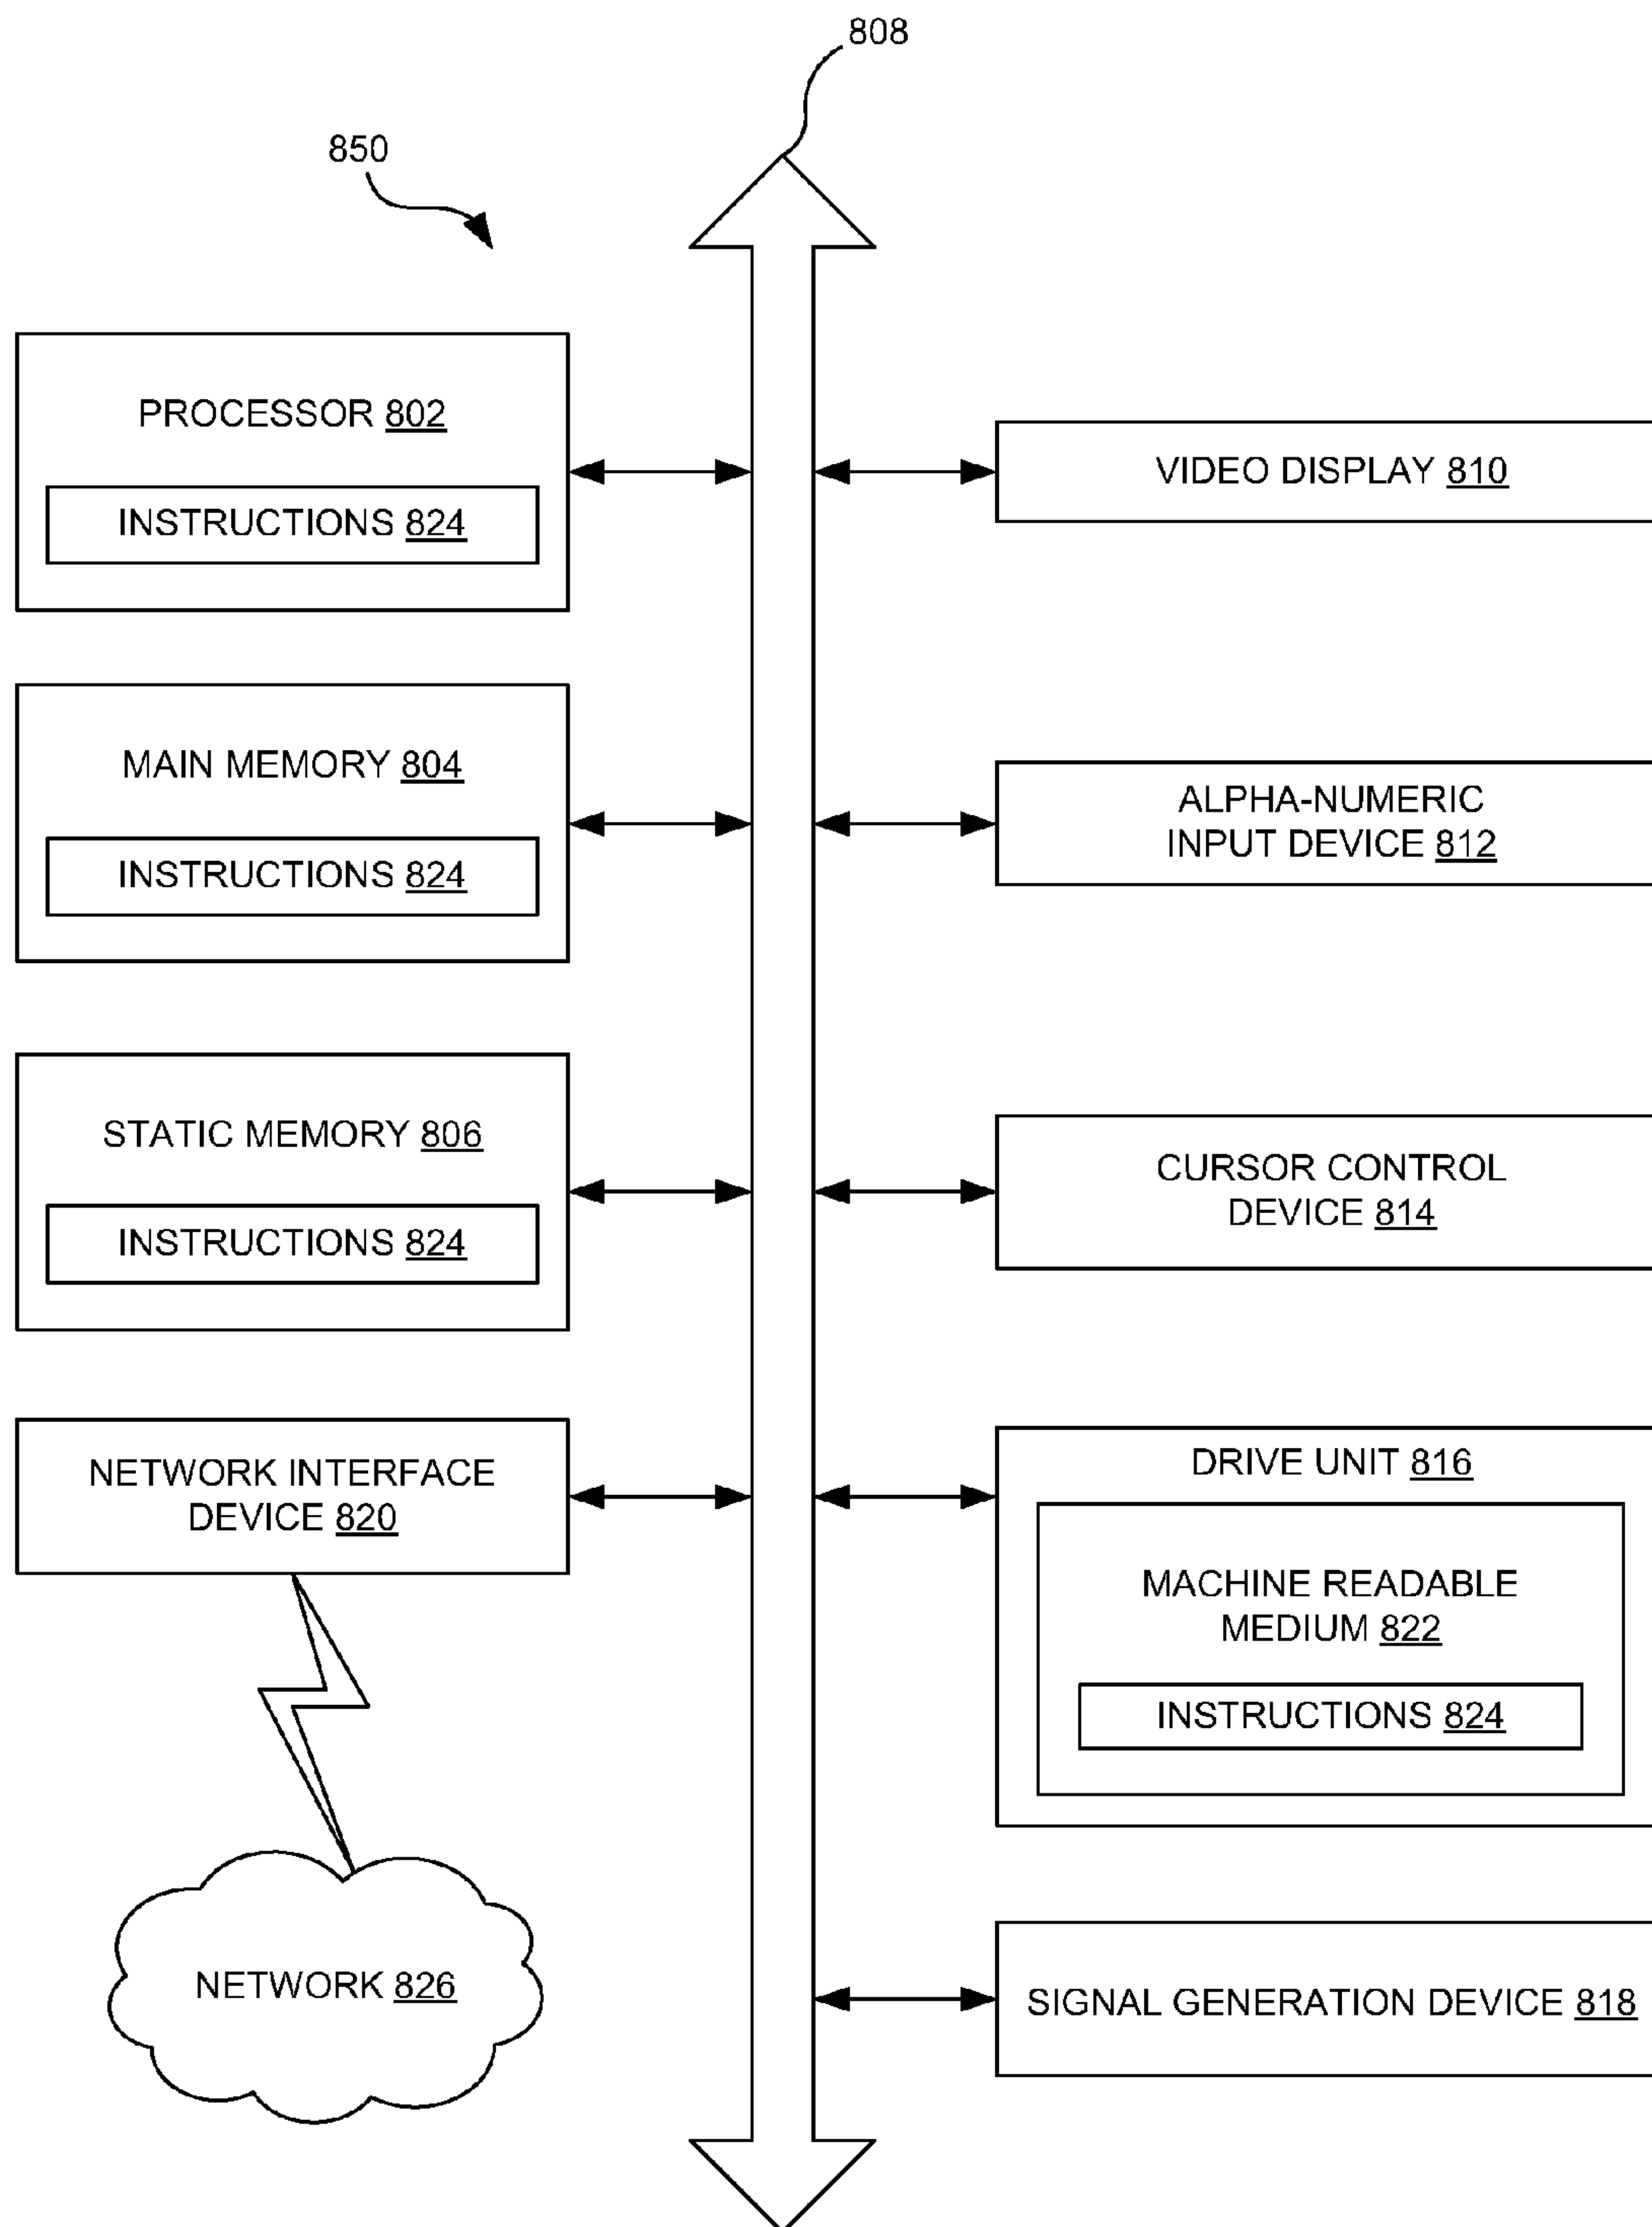 808
850
PROCESSOR 802
INSTRUCTIONS 824
MAIN MEMORY 804
INSTRUCTIONS 824
STATIC MEMORY 806
INSTRUCTIONS 824
NETWORK INTERFACE
DEVICE 820
NETWORK 826
VIDEO DISPLAY 810
ALPHA-NUMERIC
INPUT DEVICE 812
CURSOR CONTROL
DEVICE 814
DRIVE UNIT 816
MACHINE READABLE
MEDIUM 822
INSTRUCTIONS 824
SIGNAL GENERATION DEVICE 818